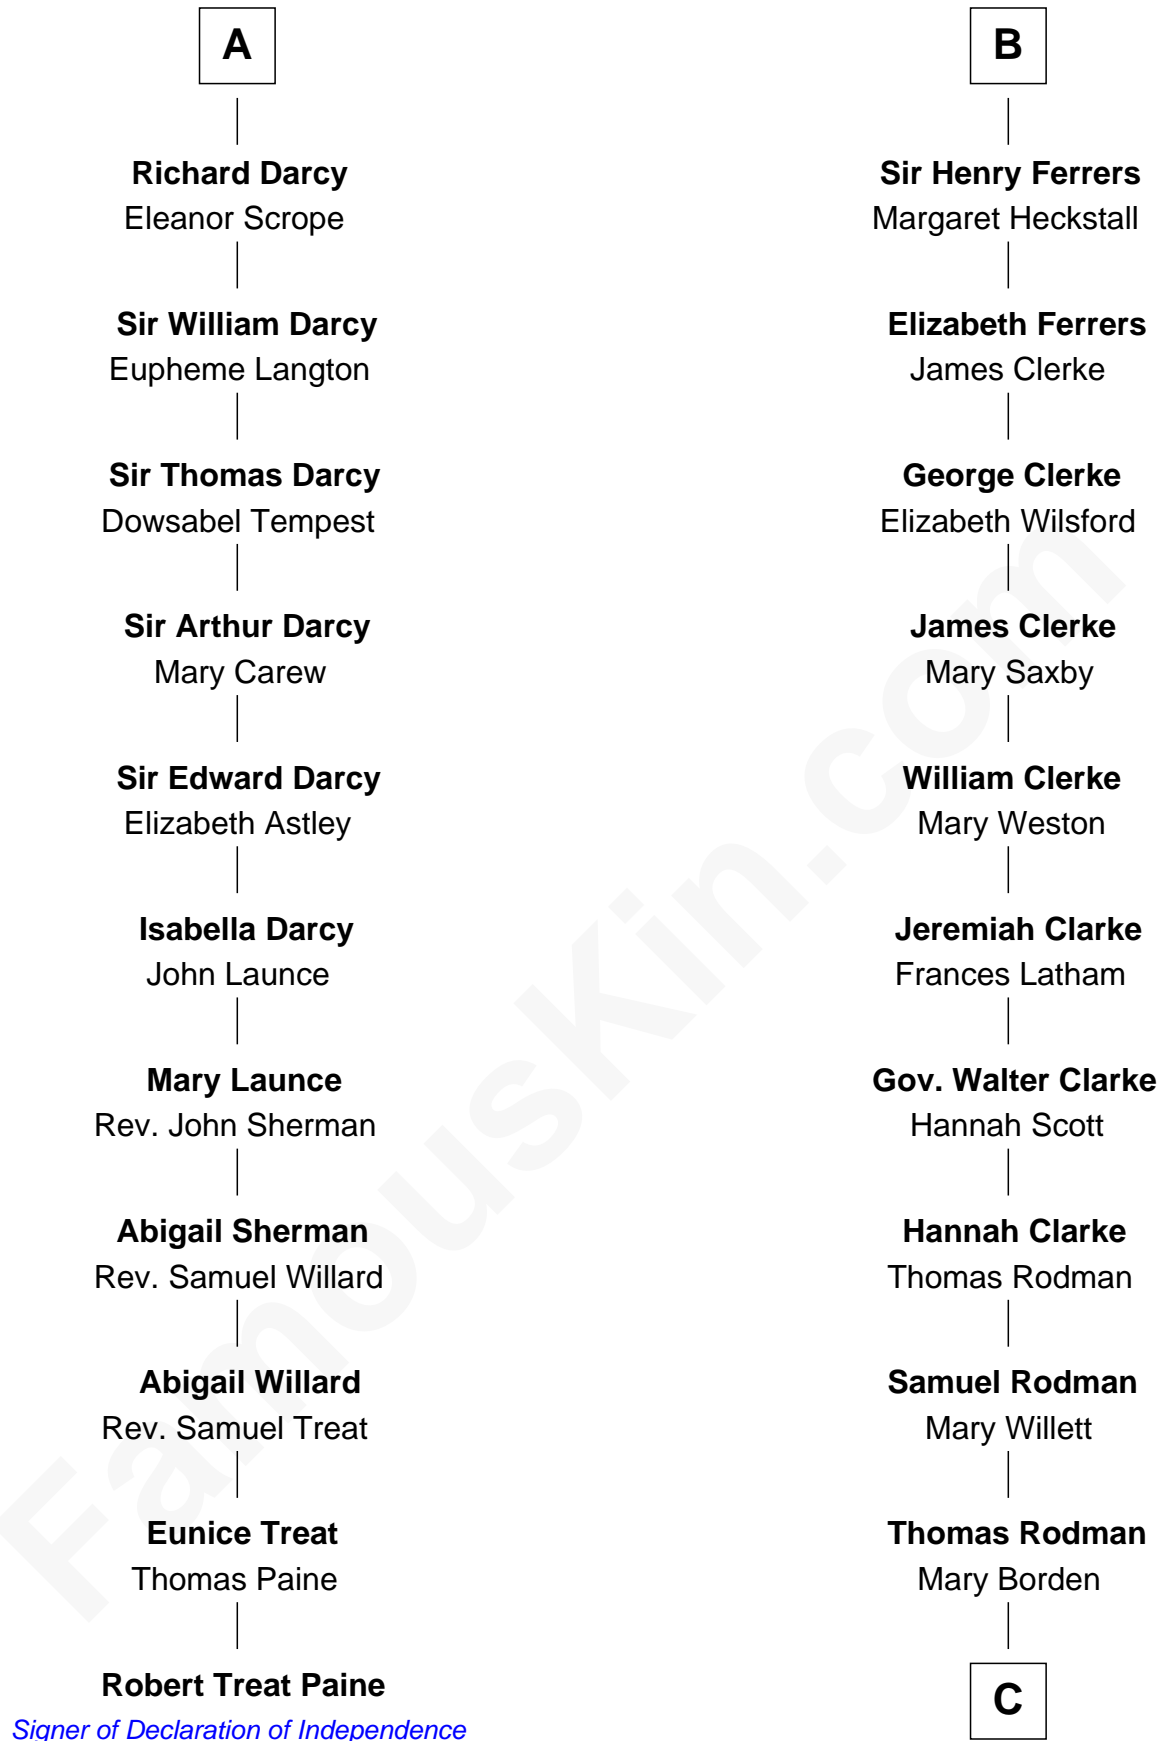 A
Richard Darcy
Eleanor Scrope
Sir William Darcy
Eupheme Langton
Sir Thomas Darcy
Dowsabel Tempest
Sir Arthur Darcy
Mary Carew
Sir Edward Darcy
Elizabeth Astley
Isabella Darcy
John Launce
Mary Launce
Rev. John Sherman
Abigail Sherman
Rev. Samuel Willard
Abigail Willard
Rev. Samuel Treat
Eunice Treat
Thomas Paine
Robert Treat Paine
Signer of Declaration of Independence
B
Sir Henry Ferrers
Margaret Heckstall
Elizabeth Ferrers
James Clerke
George Clerke
Elizabeth Wilsford
James Clerke
Mary Saxby
William Clerke
Mary Weston
Jeremiah Clarke
Frances Latham
Gov. Walter Clarke
Hannah Scott
Hannah Clarke
Thomas Rodman
Samuel Rodman
Mary Willett
Thomas Rodman
Mary Borden
C
FamousKin.com